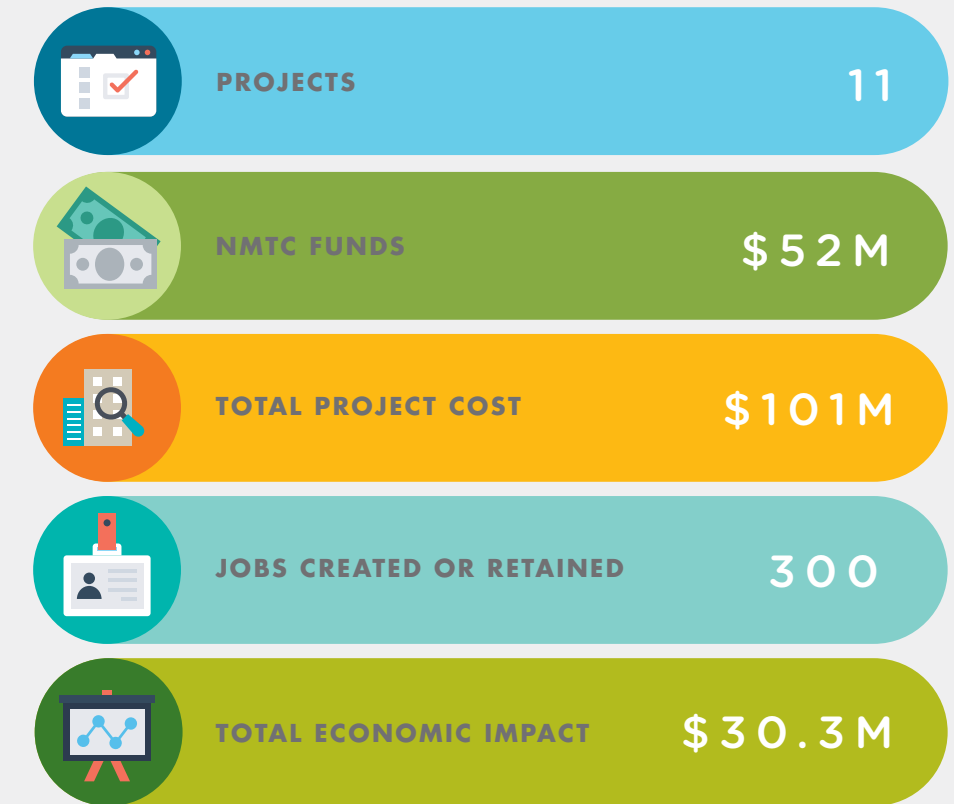 PROJECTS 11
NMTC FUNDS $52M
TOTAL PROJECT COST $101M
JOBS CREATED OR RETAINED 300
TOTAL ECONOMIC IMPACT $30.3M